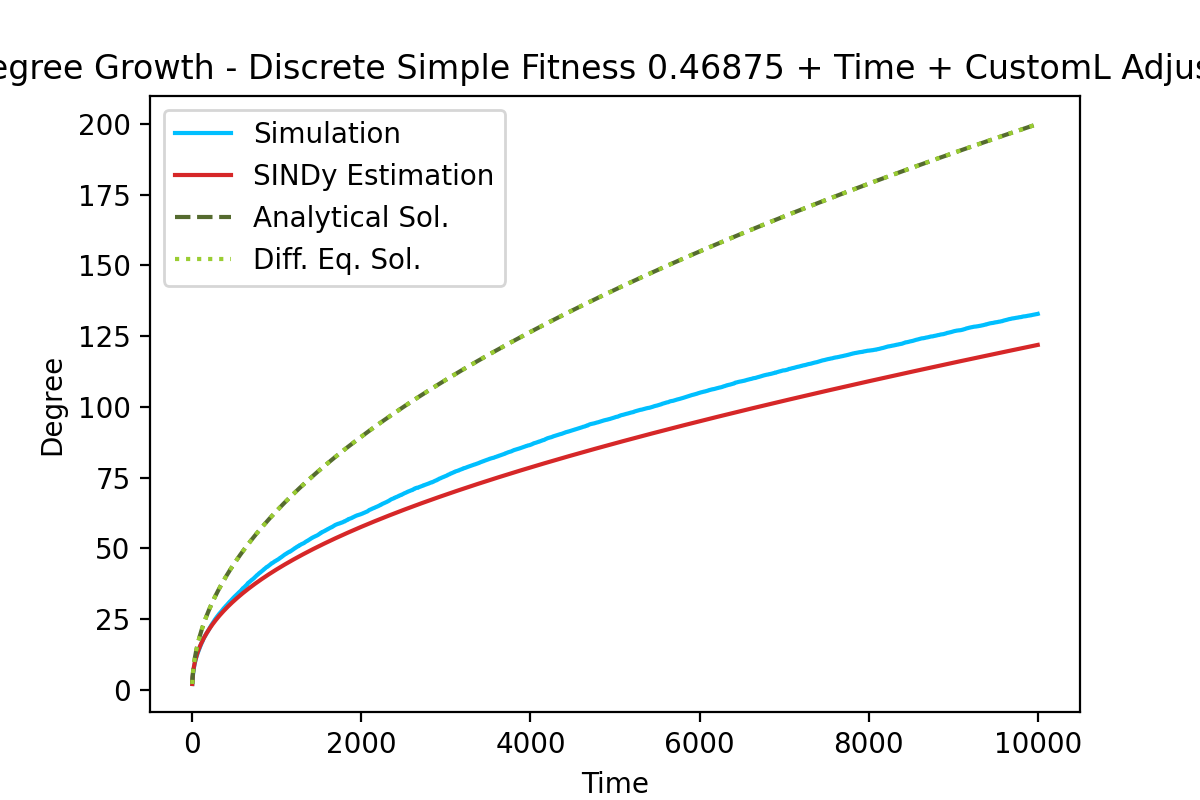 egree Growth - Discrete Simple Fitness 0.46875 + Time + CustomL Adjus
Simulation
SINDy Estimation
Analytical Sol.
Diff. Eq. Sol.
200
175
150
125
100
75
50
25
0
Degree
0 2000 4000 6000 8000 10000
Time